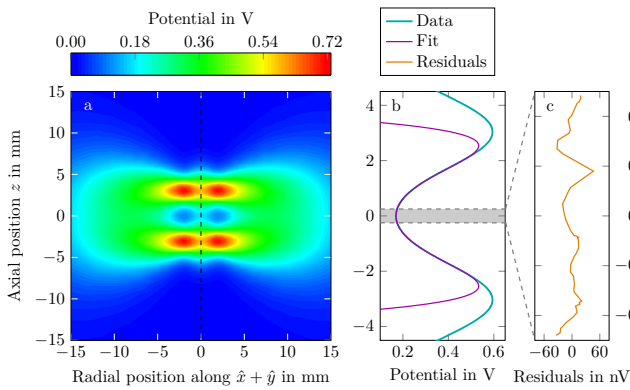 Potential in V
0.00 0.18 0.36 0.54 0.72
Data
Fit
Residuals
a
b
c
Axial position z in mm
15
10
5
0
−5
−10
−15
−15 −10 −5 0 5 10 15
Radial position along x̂ + ŷ in mm
4
2
0
−2
−4
0.2 0.4 0.6
Potential in V
−60 0 60
Residuals in nV